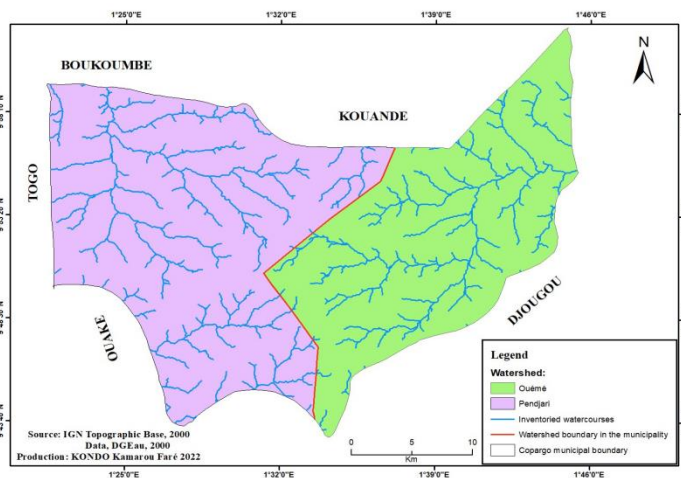 1°25'0"E 1°32'0"E 1°39'0"E 1°46'0"E
BOUKOUMBE
N
KOUANDE
TOGO
OUAKE
DJOUGOU
Legend
Watershed:
Ouémé
Pendjari
Inventoried watercourses
Watershed boundary in the municipality
Copargo municipal boundary
Source: IGN Topographic Base, 2000
Data, DGEau, 2000
Production: KONDO Kamarou Faré 2022
0 5 10
Km
1°25'0"E 1°32'0"E 1°39'0"E 1°46'0"E